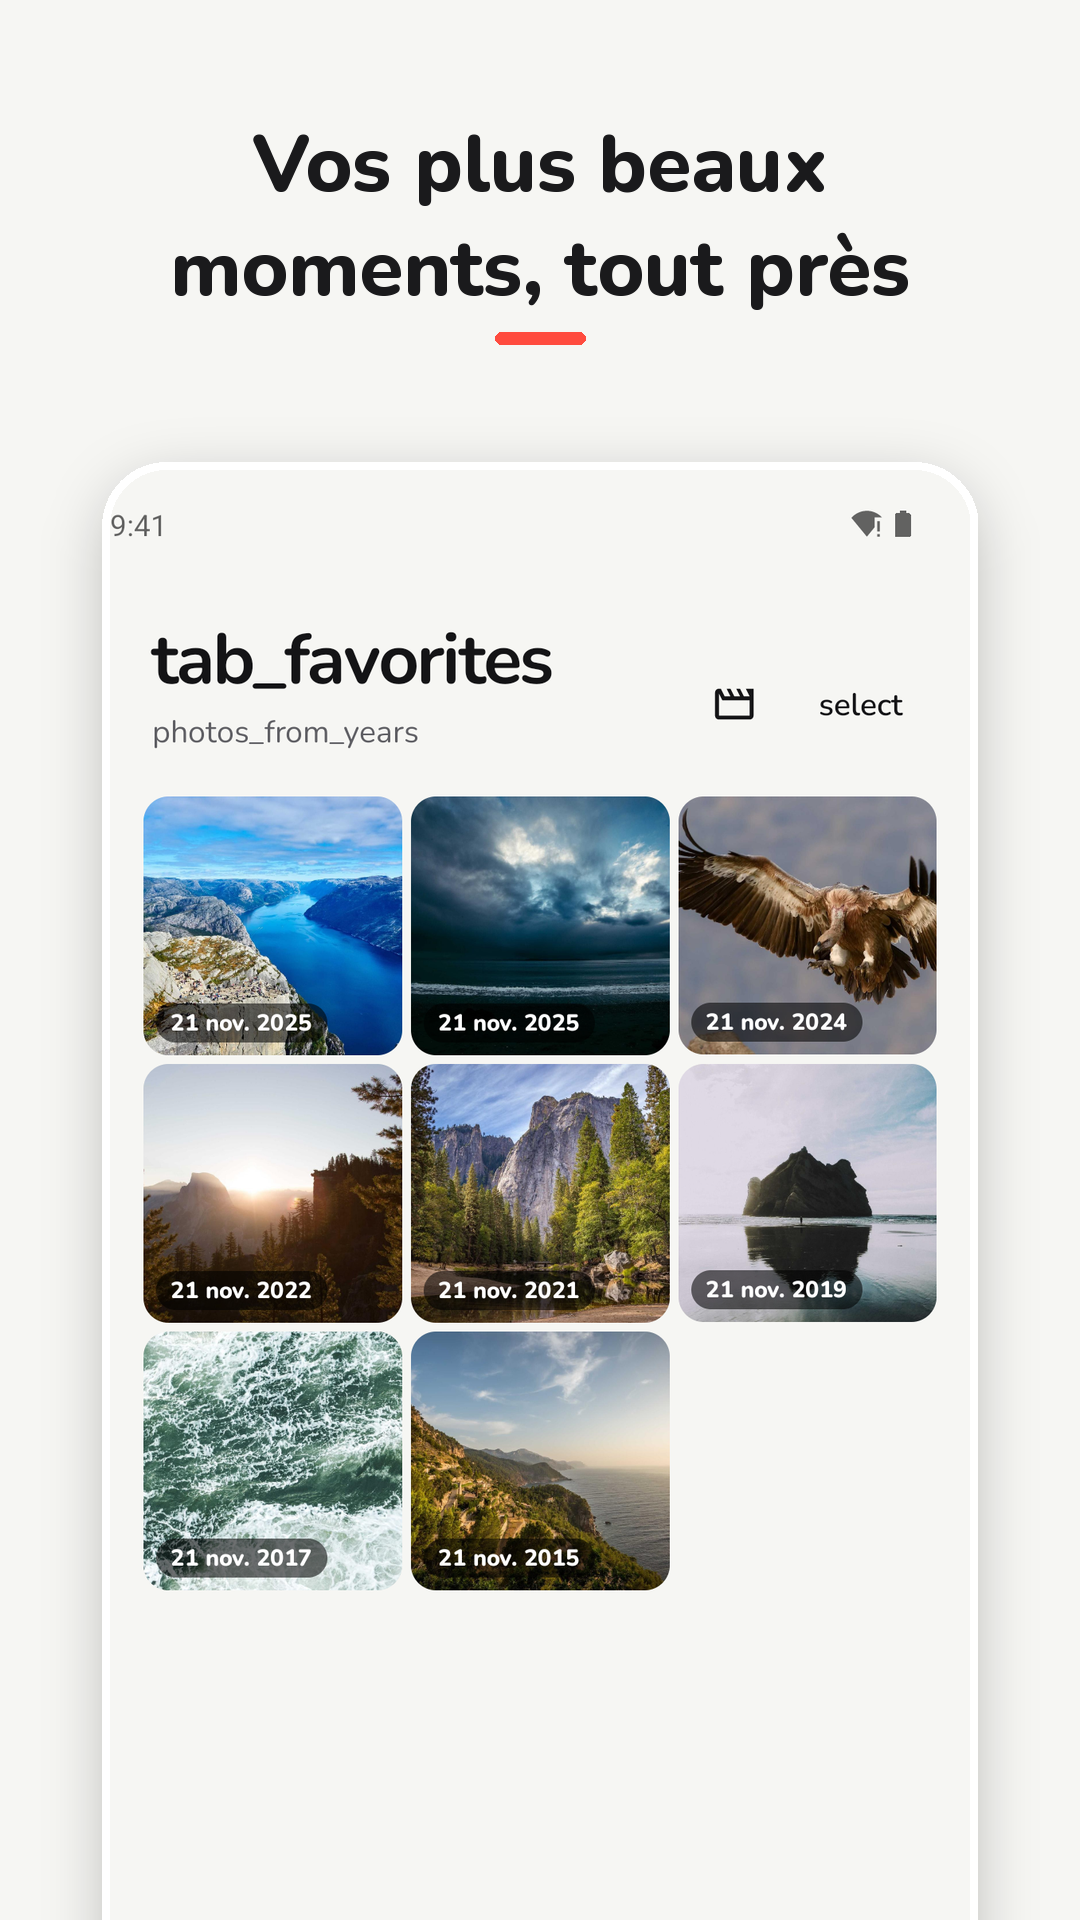 Vos plus beaux
moments, tout près
9:41
tab_favorites
photos_from_years
select
21 nov. 2025
21 nov. 2025
21 nov. 2024
21 nov. 2022
21 nov. 2021
21 nov. 2019
21 nov. 2017
21 nov. 2015